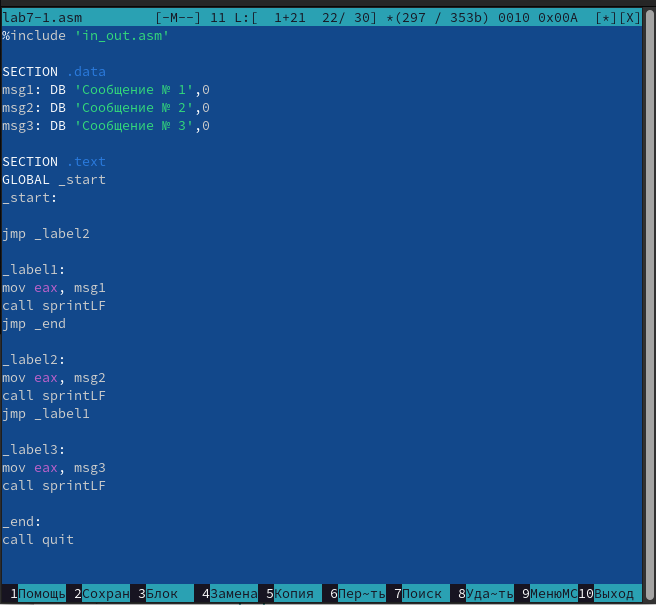 lab7-1.asm [-M--] 11 L:[ 1+21 22/ 30] *(297 / 353b) 0010 0x00A [*][X]
%include 'in_out.asm'
SECTION .data
msg1: DB 'Сообщение № 1',0
msg2: DB 'Сообщение № 2',0
msg3: DB 'Сообщение № 3',0
SECTION .text
GLOBAL _start
_start:
jmp _label2
_label1:
mov eax, msg1
call sprintLF
jmp _end
_label2:
mov eax, msg2
call sprintLF
jmp _label1
_label3:
mov eax, msg3
call sprintLF
_end:
call quit
1Помощь 2Сохран 3Блок 4Замена 5Копия 6Пер~ть 7Поиск 8Уда~ть 9МенюMC 10Выход